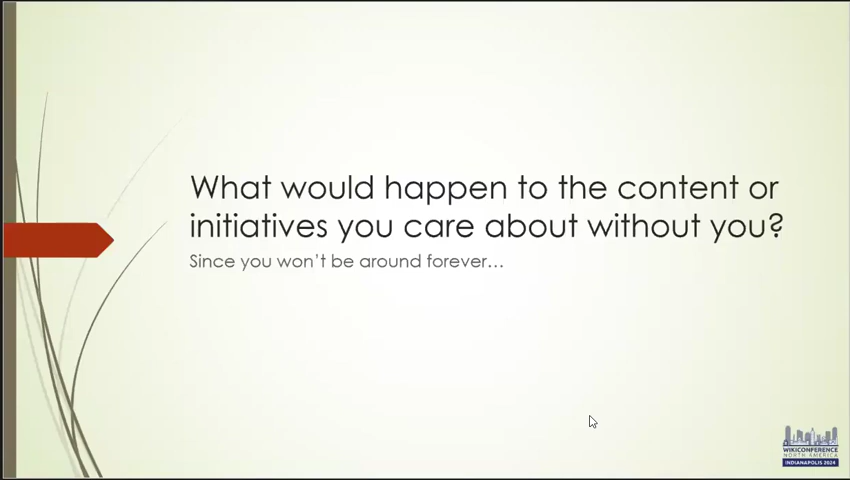 What would happen to the content or
initiatives you care about without you?
Since you won't be around forever...
WIKICONFERENCE
NORTH AMERICA
INDIANAPOLIS 2024